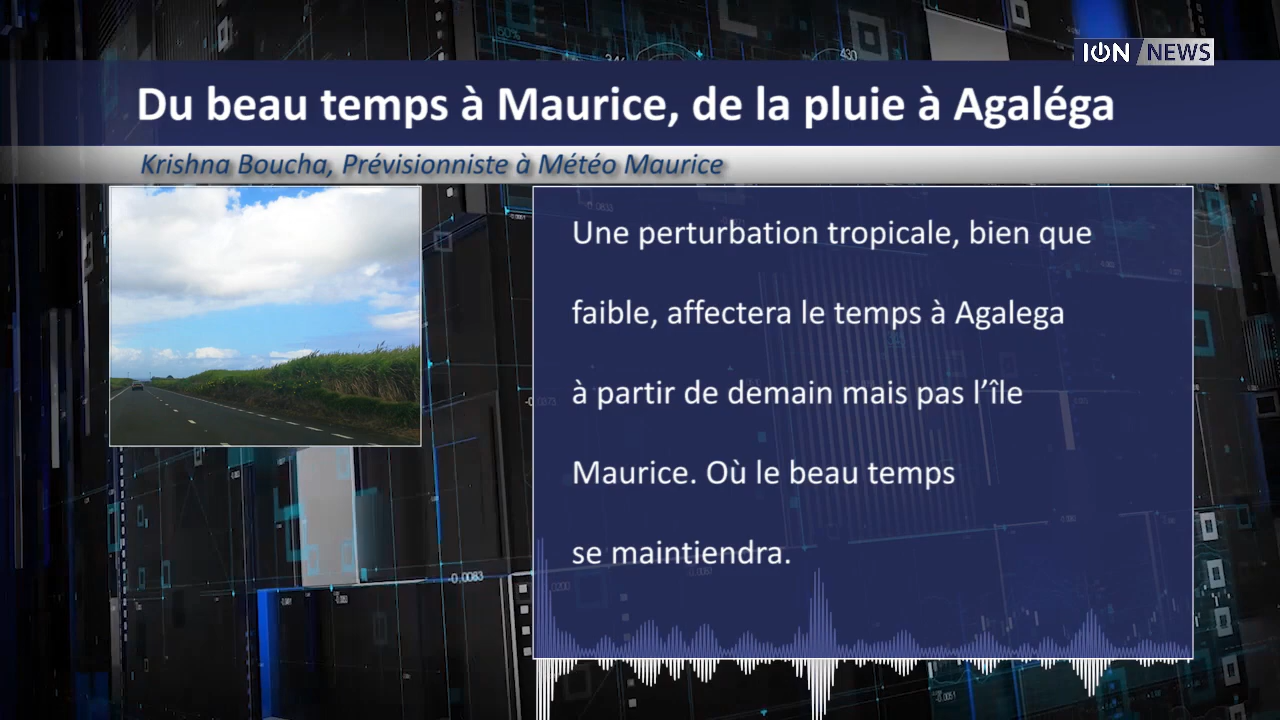 ION NEWS
Du beau temps à Maurice, de la pluie à Agaléga
Krishna Boucha, Prévisionniste à Météo Maurice
Une perturbation tropicale, bien que
faible, affectera le temps à Agalega
à partir de demain mais pas l’île
Maurice. Où le beau temps
se maintiendra.
-0.0083